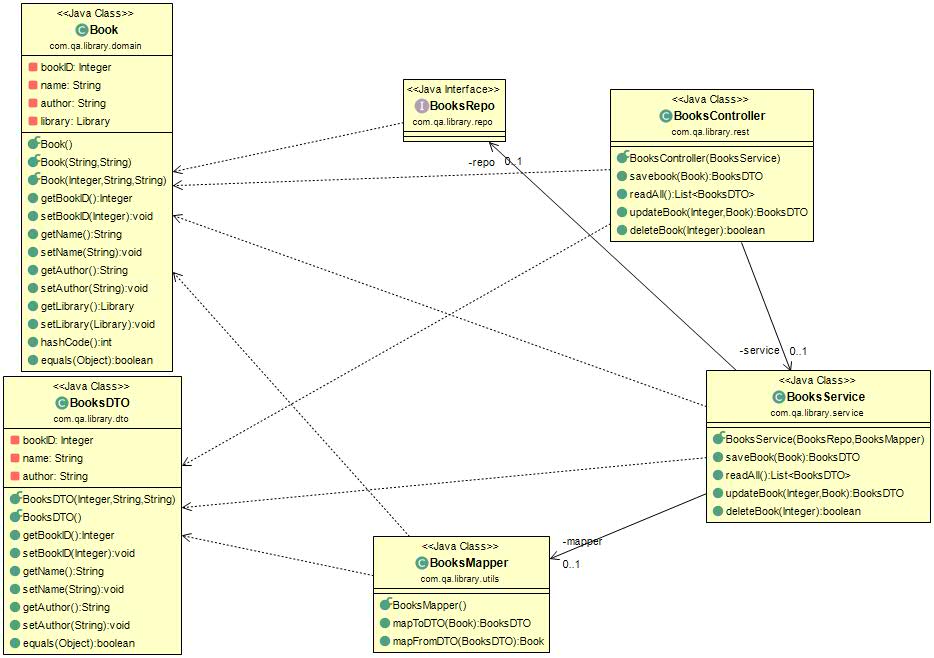 <<Java Class>>
Book
com.qa.library.domain
bookID: Integer
name: String
author: String
library: Library
Book()
Book(String,String)
Book(Integer,String,String)
getBookID():Integer
setBookID(Integer):void
getName():String
setName(String):void
getAuthor():String
setAuthor(String):void
getLibrary():Library
setLibrary(Library):void
hashCode():int
equals(Object):boolean
<<Java Interface>>
BooksRepo
com.qa.library.repo
<<Java Class>>
BooksController
com.qa.library.rest
BooksController(BooksService)
savebook(Book):BooksDTO
readAll():List<BooksDTO>
updateBook(Integer,Book):BooksDTO
deleteBook(Integer):boolean
-repo 0..1
-service 0..1
<<Java Class>>
BooksDTO
com.qa.library.dto
bookID: Integer
name: String
author: String
BooksDTO(Integer,String,String)
BooksDTO()
getBookID():Integer
setBookID(Integer):void
getName():String
setName(String):void
getAuthor():String
setAuthor(String):void
equals(Object):boolean
<<Java Class>>
BooksService
com.qa.library.service
BooksService(BooksRepo,BooksMapper)
saveBook(Book):BooksDTO
readAll():List<BooksDTO>
updateBook(Integer,Book):BooksDTO
deleteBook(Integer):boolean
-mapper
0..1
<<Java Class>>
BooksMapper
com.qa.library.utils
BooksMapper()
mapToDTO(Book):BooksDTO
mapFromDTO(BooksDTO):Book